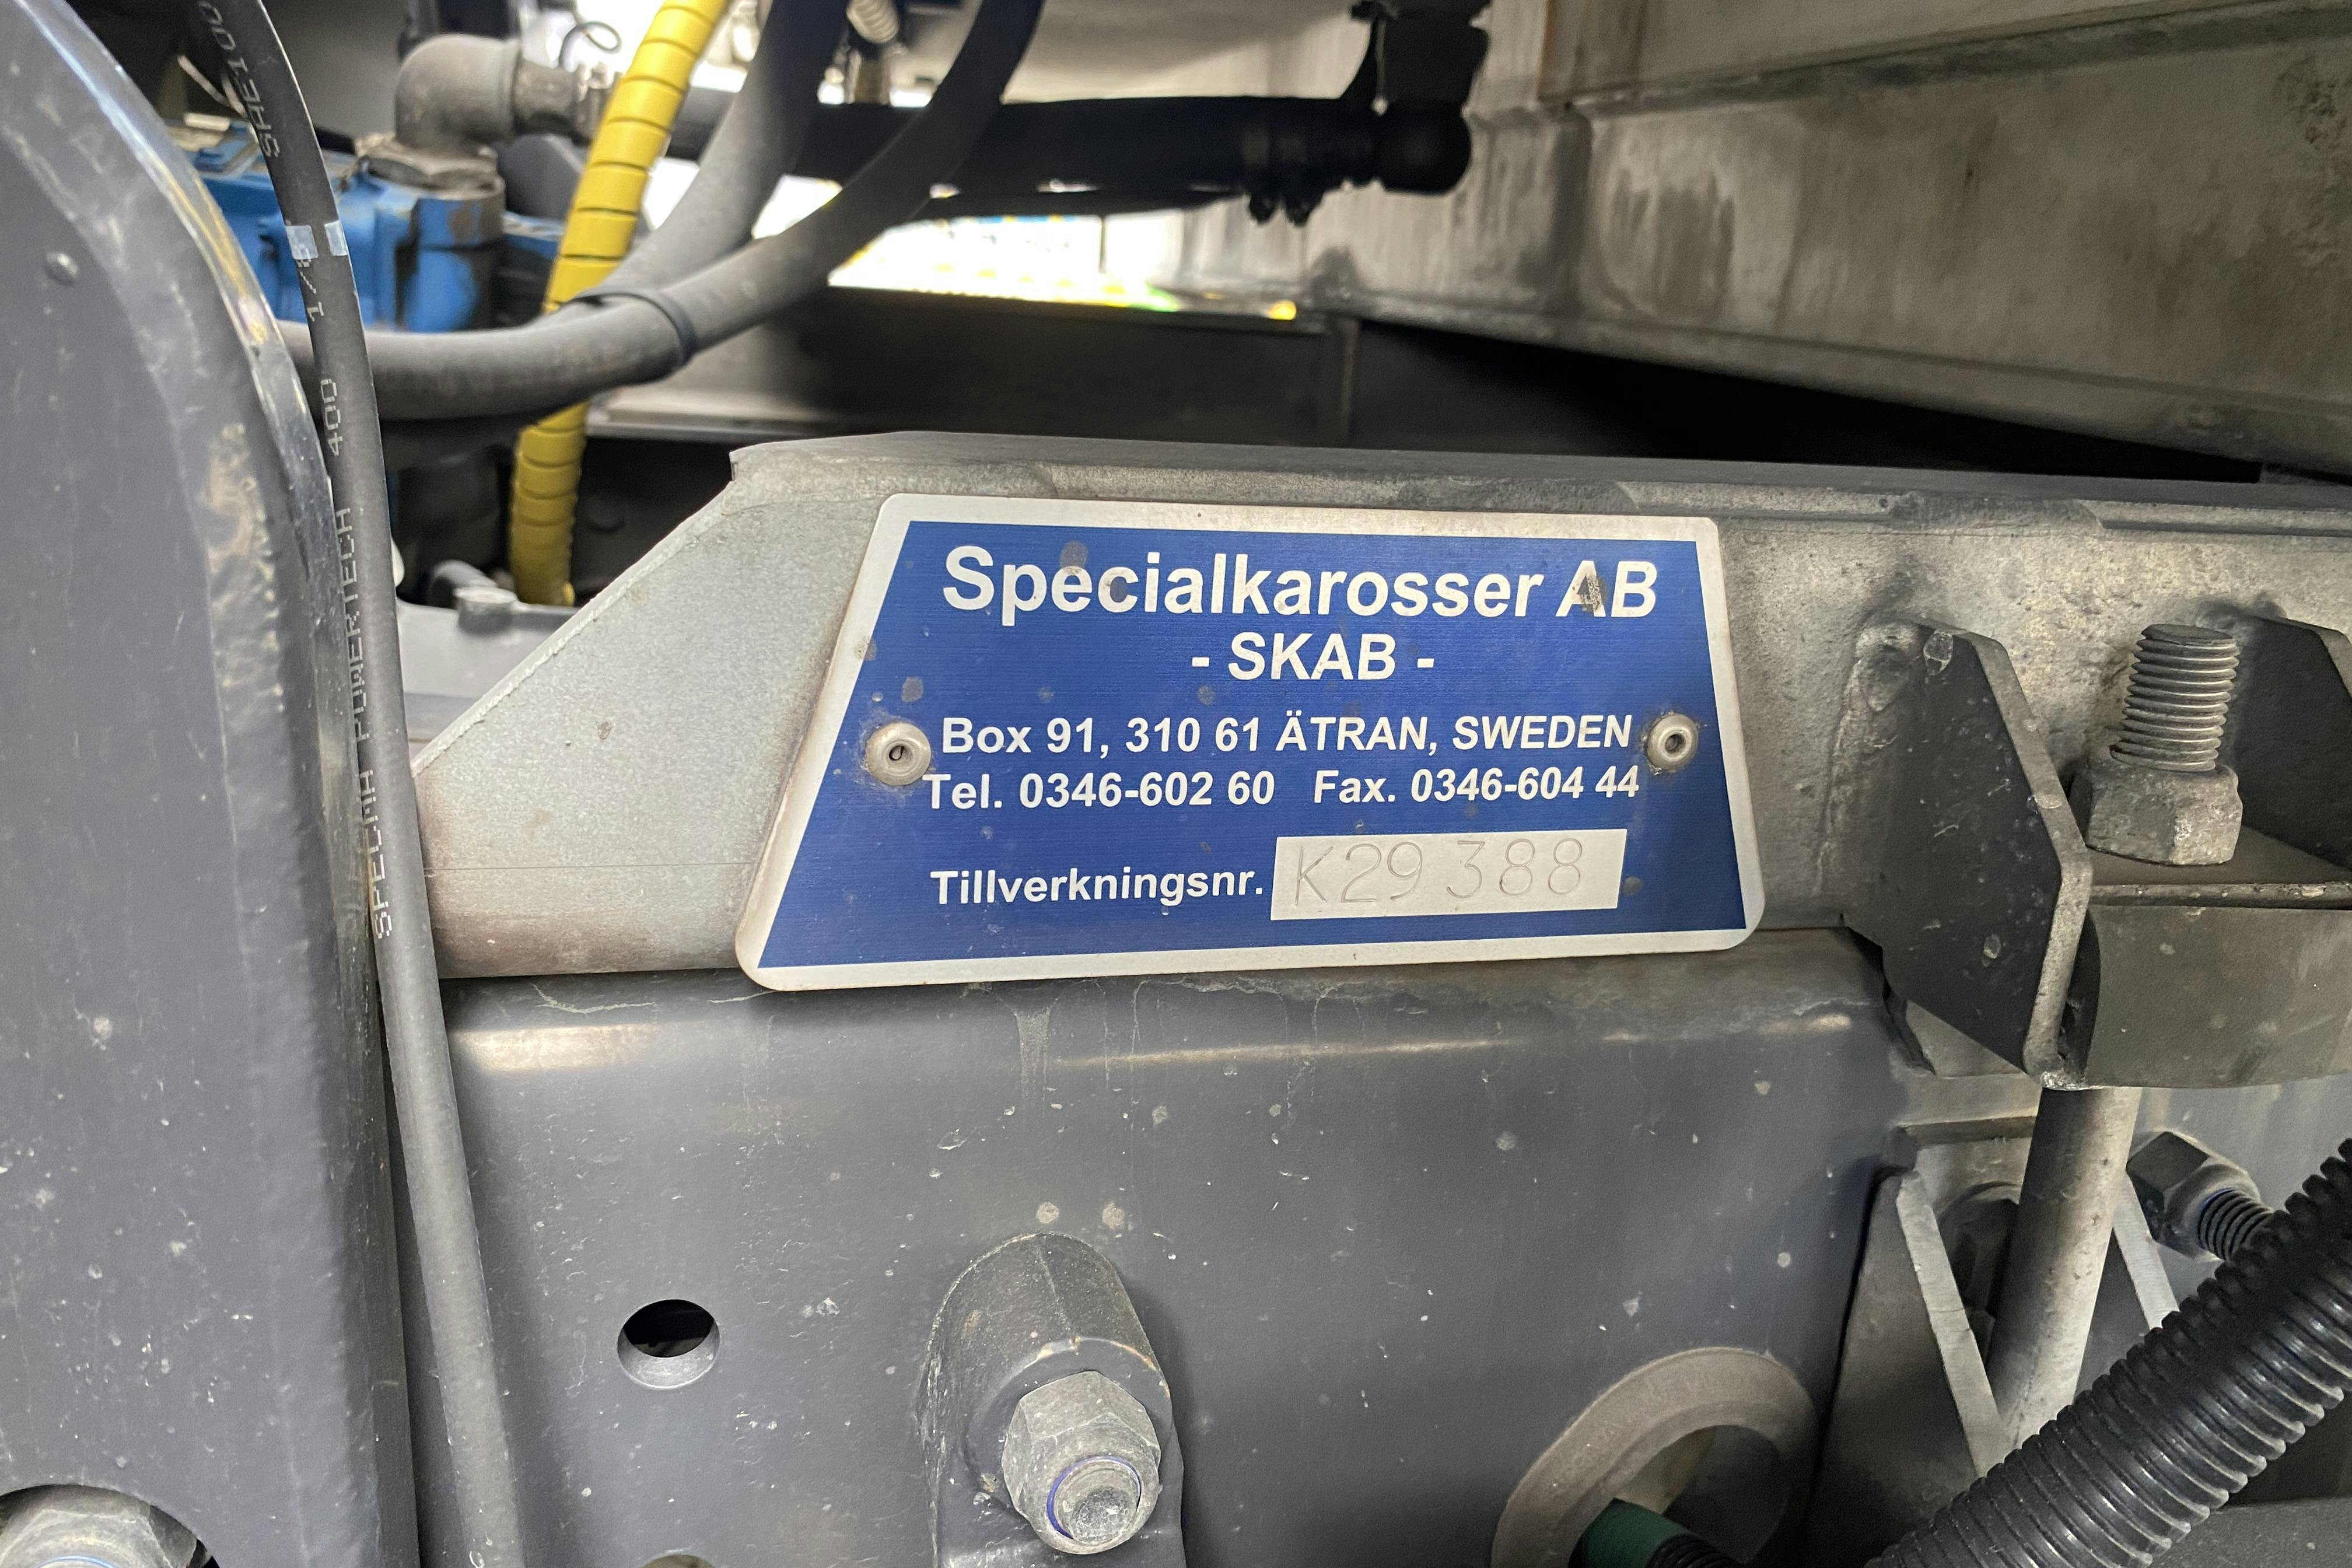 Specialkarosser AB
- SKAB -
Box 91, 310 61 ÄTRAN, SWEDEN
Tel. 0346-602 60 Fax. 0346-604 44
Tillverkningsnr. K29 388
SPECMA POWERTECH 400